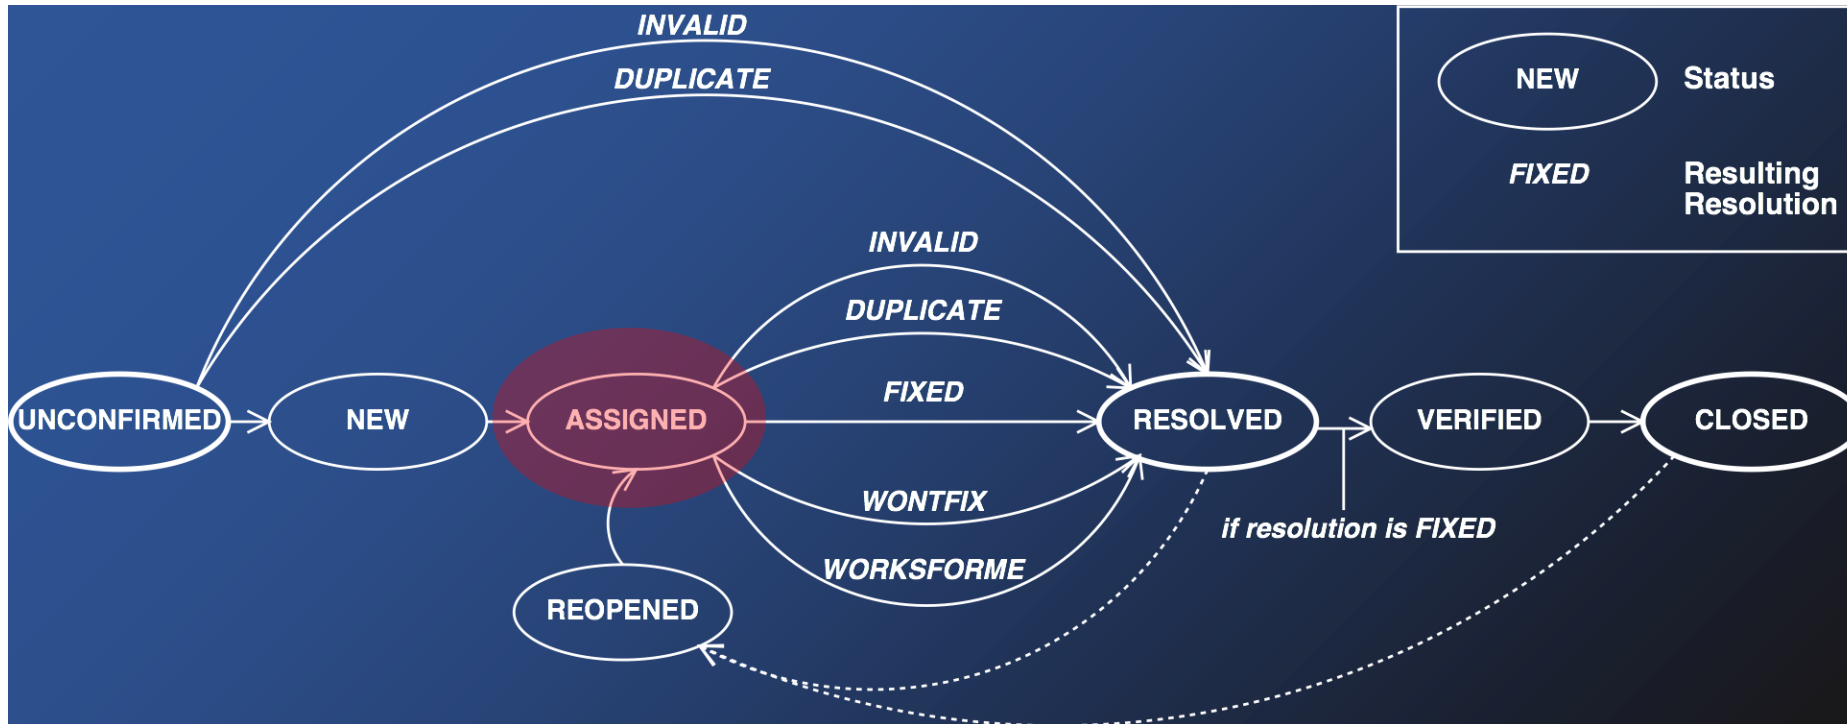 INVALID
DUPLICATE
NEW
Status
FIXED
Resulting
Resolution
INVALID
DUPLICATE
FIXED
UNCONFIRMED
NEW
ASSIGNED
RESOLVED
VERIFIED
CLOSED
WONTFIX
if resolution is FIXED
WORKSFORME
REOPENED